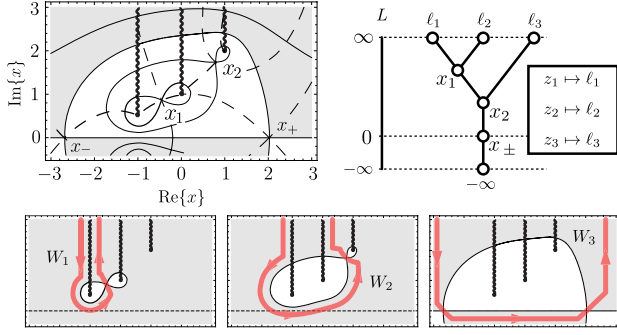 3
2
1
0
Im{x}
x₁
x₂
x₋
x₊
−2
−1
0
1
2
3
Re{x}
L
∞
0
−∞
ℓ₁
ℓ₂
ℓ₃
x₁
x₂
x±
−∞
z₁ ↦ ℓ₁
z₂ ↦ ℓ₂
z₃ ↦ ℓ₃
W₁
W₂
W₃